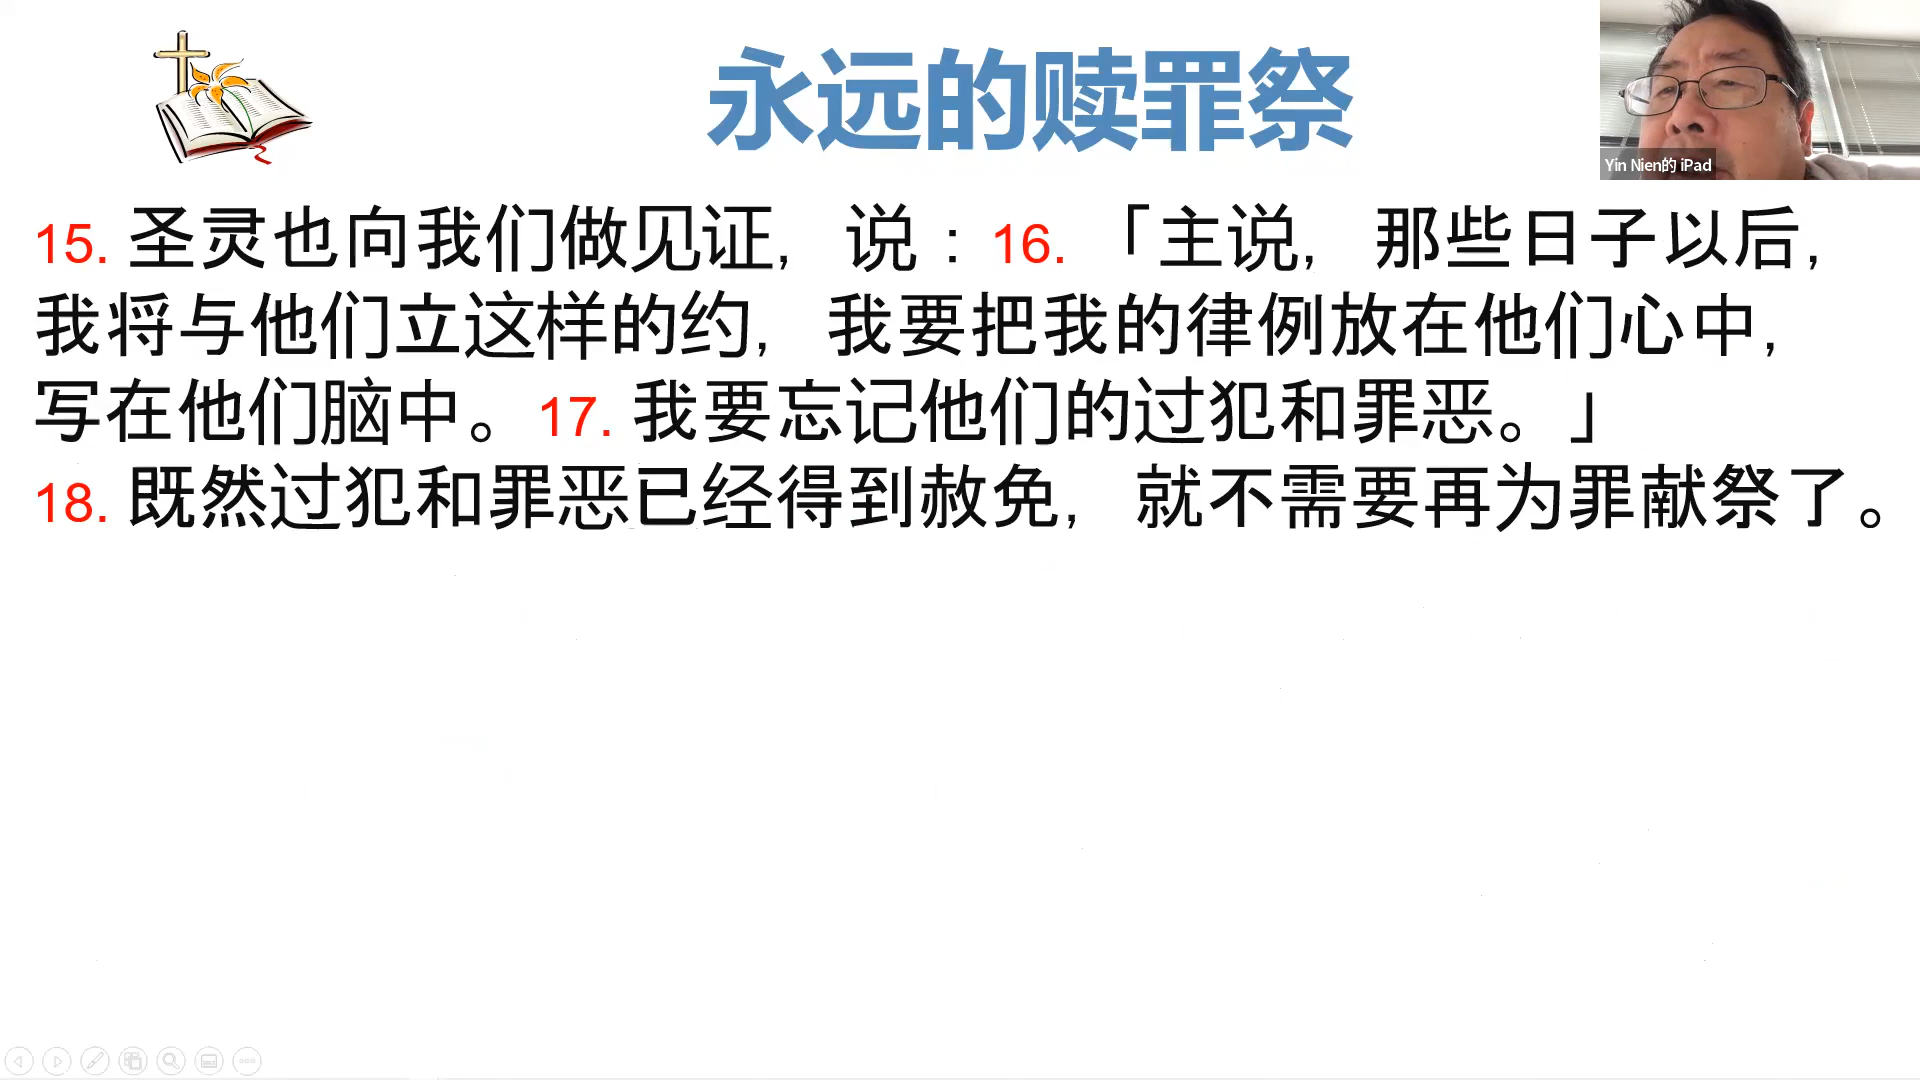 永远的赎罪祭
Yin Nien的 iPad
15. 圣灵也向我们做见证，说：16. 「主说，那些日子以后，
我将与他们立这样的约，我要把我的律例放在他们心中，
写在他们脑中。17. 我要忘记他们的过犯和罪恶。」
18. 既然过犯和罪恶已经得到赦免，就不需要再为罪献祭了。